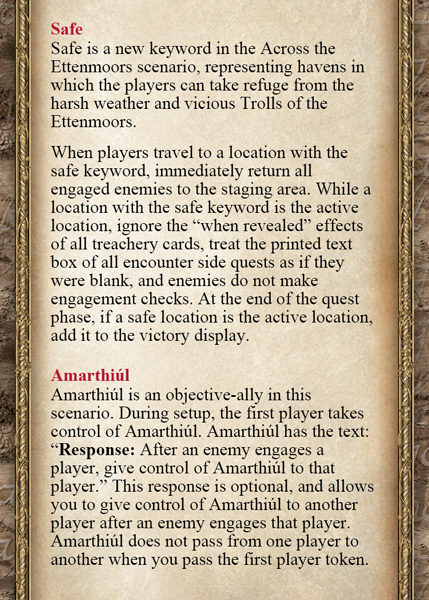 Safe
Safe is a new keyword in the Across the
Ettenmoors scenario, representing havens in
which the players can take refuge from the
harsh weather and vicious Trolls of the
Ettenmoors.
When players travel to a location with the
safe keyword, immediately return all
engaged enemies to the staging area. While a
location with the safe keyword is the active
location, ignore the “when revealed” effects
of all treachery cards, treat the printed text
box of all encounter side quests as if they
were blank, and enemies do not make
engagement checks. At the end of the quest
phase, if a safe location is the active location,
add it to the victory display.
Amarthiúl
Amarthiúl is an objective-ally in this
scenario. During setup, the first player takes
control of Amarthiúl. Amarthiúl has the text:
“Response: After an enemy engages a
player, give control of Amarthiúl to that
player.” This response is optional, and allows
you to give control of Amarthiúl to another
player after an enemy engages that player.
Amarthiúl does not pass from one player to
another when you pass the first player token.